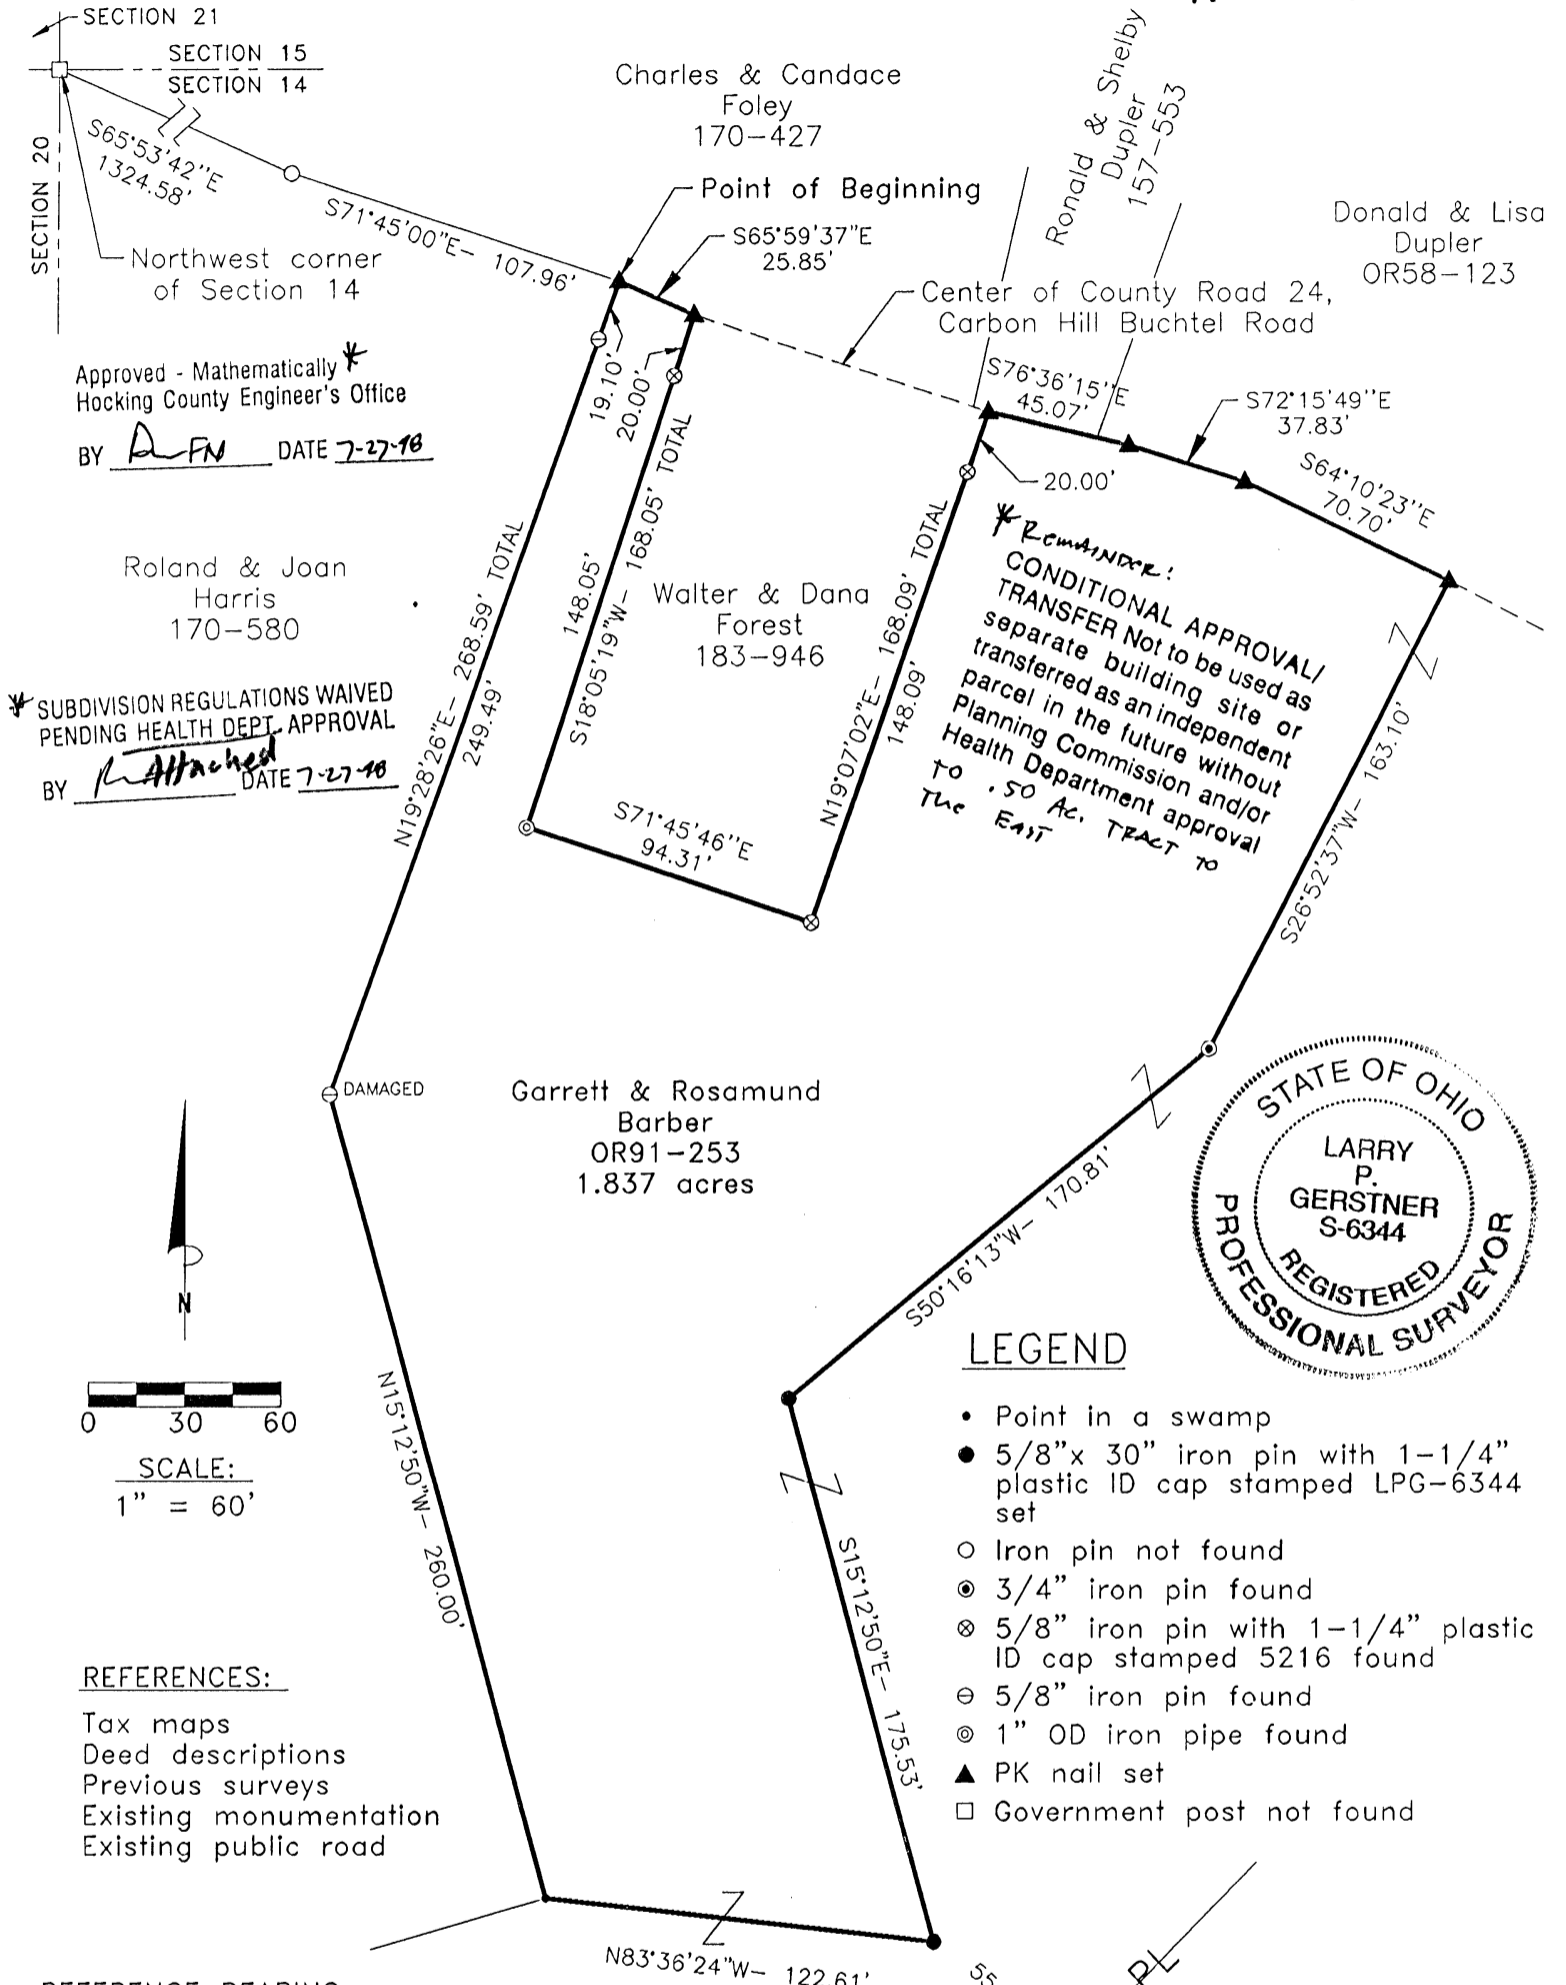 SECTION 21
SECTION 15
SECTION 14
SECTION 20
S65°53'42"E
1324.58'
Northwest corner
of Section 14
S71°45'00"E- 107.96'
Charles & Candace
Foley
170-427
Point of Beginning
S65°59'37"E
25.85'
Ronald & Shelby
Dupler
157-553
Donald & Lisa
Dupler
OR58-123
Center of County Road 24,
Carbon Hill Buchtel Road
S76°36'15"E
45.07'
S72°15'49"E
37.83'
S64°10'23"E
70.70'
Approved - Mathematically *
Hocking County Engineer's Office
BY DATE 7-27-98
19.10'
20.00'
20.00'
Roland & Joan
Harris
170-580
* SUBDIVISION REGULATIONS WAIVED
PENDING HEALTH DEPT. APPROVAL
Attached
BY DATE 7-27-98
N19°28'26"E- 268.59' TOTAL
249.49'
148.05'
S18°05'19"W- 168.05' TOTAL
Walter & Dana
Forest
183-946
N19°07'02"E- 168.09' TOTAL
148.09'
S71°45'46"E
94.31'
* REMAINDER:
CONDITIONAL APPROVAL/
TRANSFER Not to be used as
separate building site or
transferred as an independent
parcel in the future without
Planning Commission and/or
Health Department approval
TO .50 AC. TRACT TO
THE EAST
S26°52'37"W- 163.10'
DAMAGED
Garrett & Rosamund
Barber
OR91-253
1.837 acres
S50°16'13"W- 170.81'
STATE OF OHIO
LARRY
P.
GERSTNER
S-6344
REGISTERED
PROFESSIONAL SURVEYOR
N
0 30 60
SCALE:
1" = 60'
N15°12'50"W- 260.00'
S15°12'50"E- 175.53'
LEGEND
• Point in a swamp
● 5/8"x 30" iron pin with 1-1/4"
plastic ID cap stamped LPG-6344
set
○ Iron pin not found
◉ 3/4" iron pin found
⊗ 5/8" iron pin with 1-1/4" plastic
ID cap stamped 5216 found
⊖ 5/8" iron pin found
◎ 1" OD iron pipe found
▲ PK nail set
□ Government post not found
REFERENCES:
Tax maps
Deed descriptions
Previous surveys
Existing monumentation
Existing public road
N83°36'24"W- 122.61'
55
PL
REFERENCE BEARING